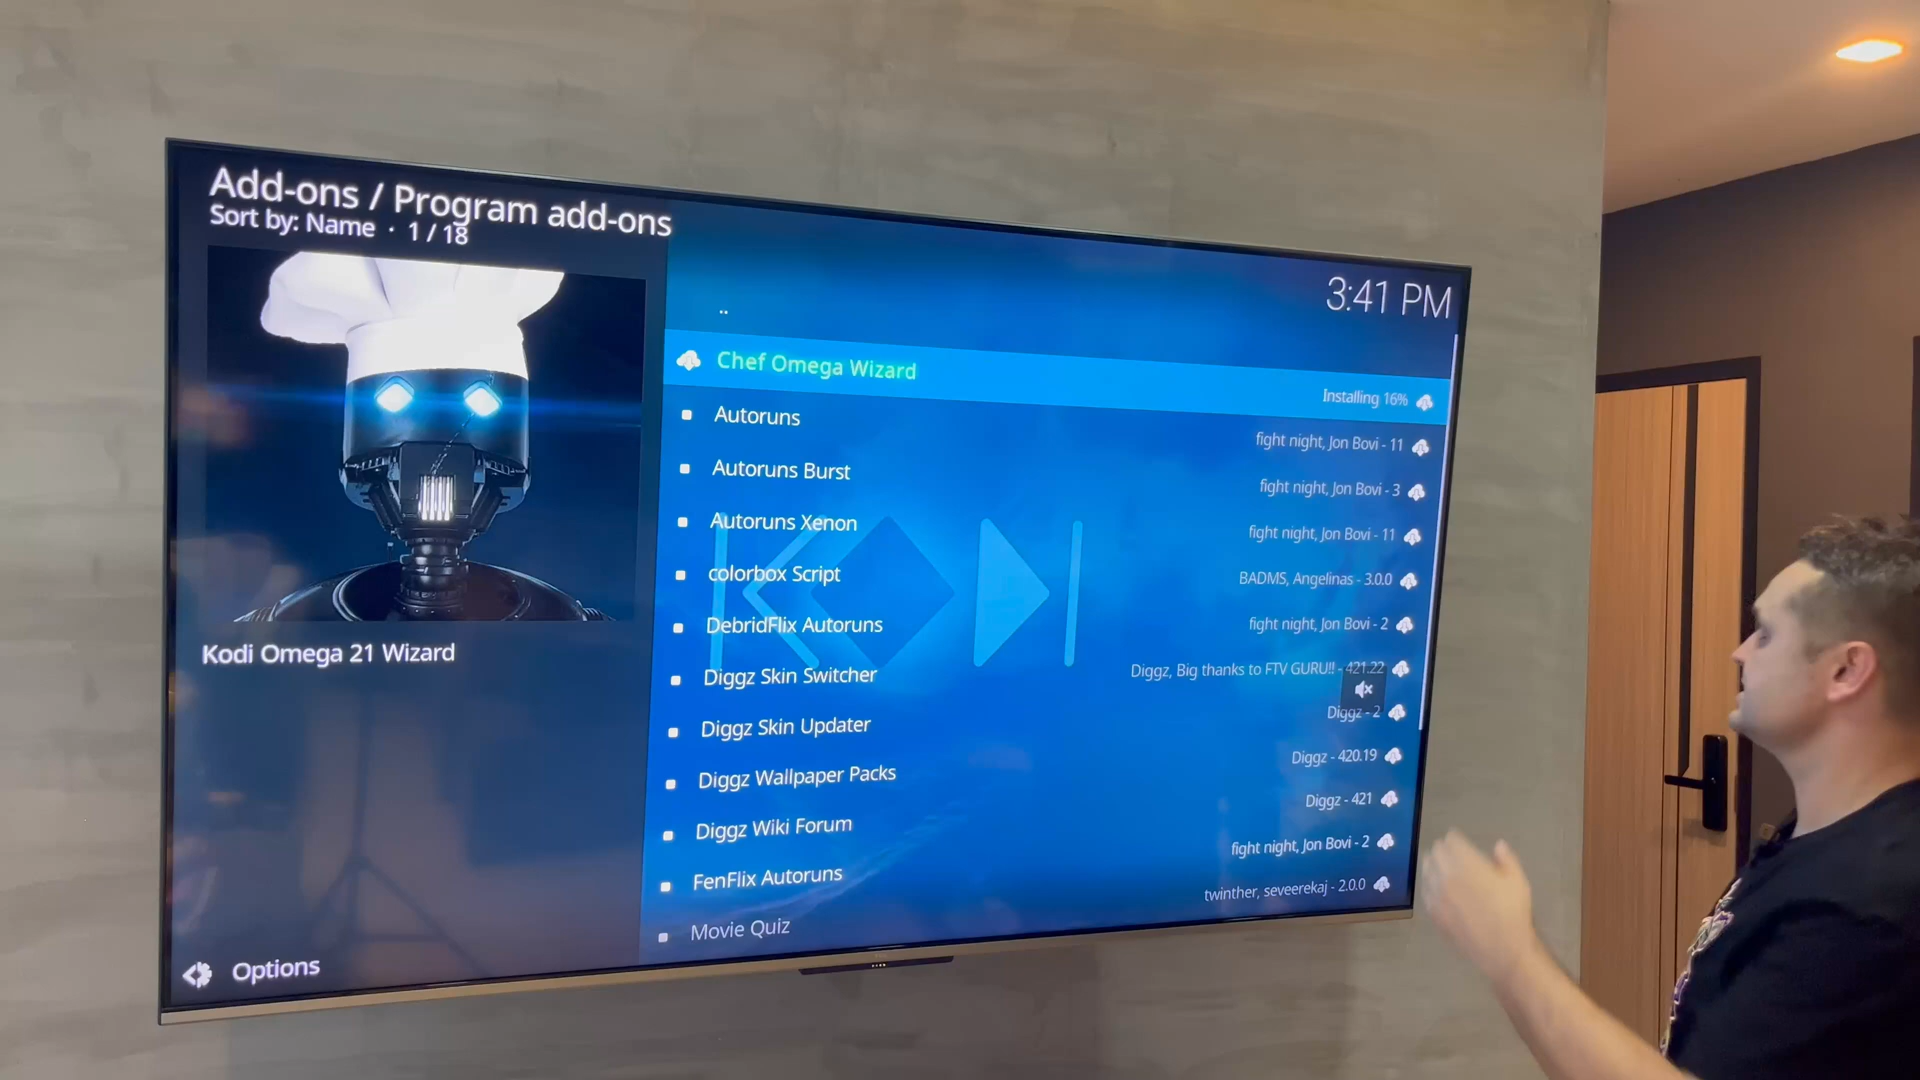 Add-ons / Program add-ons
Sort by: Name · 1 / 18
3:41 PM
..
Chef Omega Wizard
Installing 16%
Autoruns
fight night, Jon Bovi - 11
Autoruns Burst
fight night, Jon Bovi - 3
Autoruns Xenon
fight night, Jon Bovi - 11
colorbox Script
BADMS, Angelinas - 3.0.0
DebridFlix Autoruns
fight night, Jon Bovi - 2
Diggz Skin Switcher
Diggz, Big thanks to FTV GURU!! - 421.22
Diggz Skin Updater
Diggz - 2
Diggz Wallpaper Packs
Diggz - 420.19
Diggz Wiki Forum
Diggz - 421
FenFlix Autoruns
fight night, Jon Bovi - 2
Movie Quiz
twinther, seveerekaj - 2.0.0
KODI
Kodi Omega 21 Wizard
Options